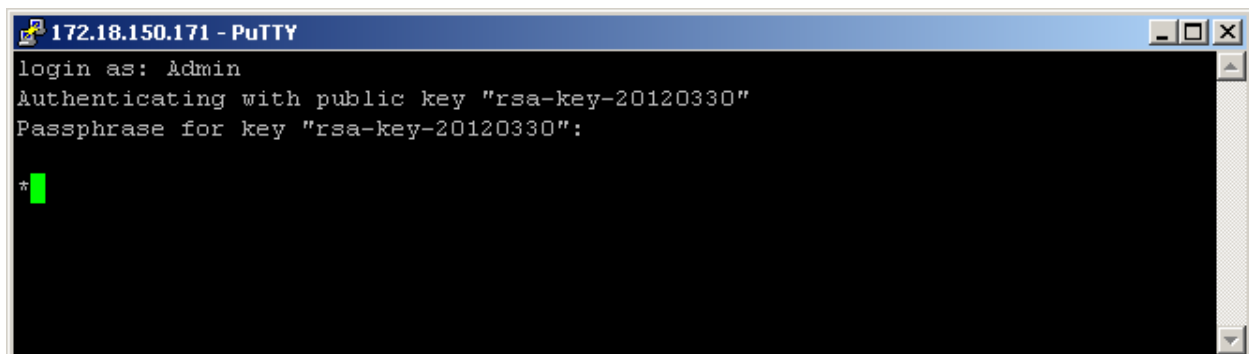 172.18.150.171 - PuTTY
login as: Admin
Authenticating with public key "rsa-key-20120330"
Passphrase for key "rsa-key-20120330":
*